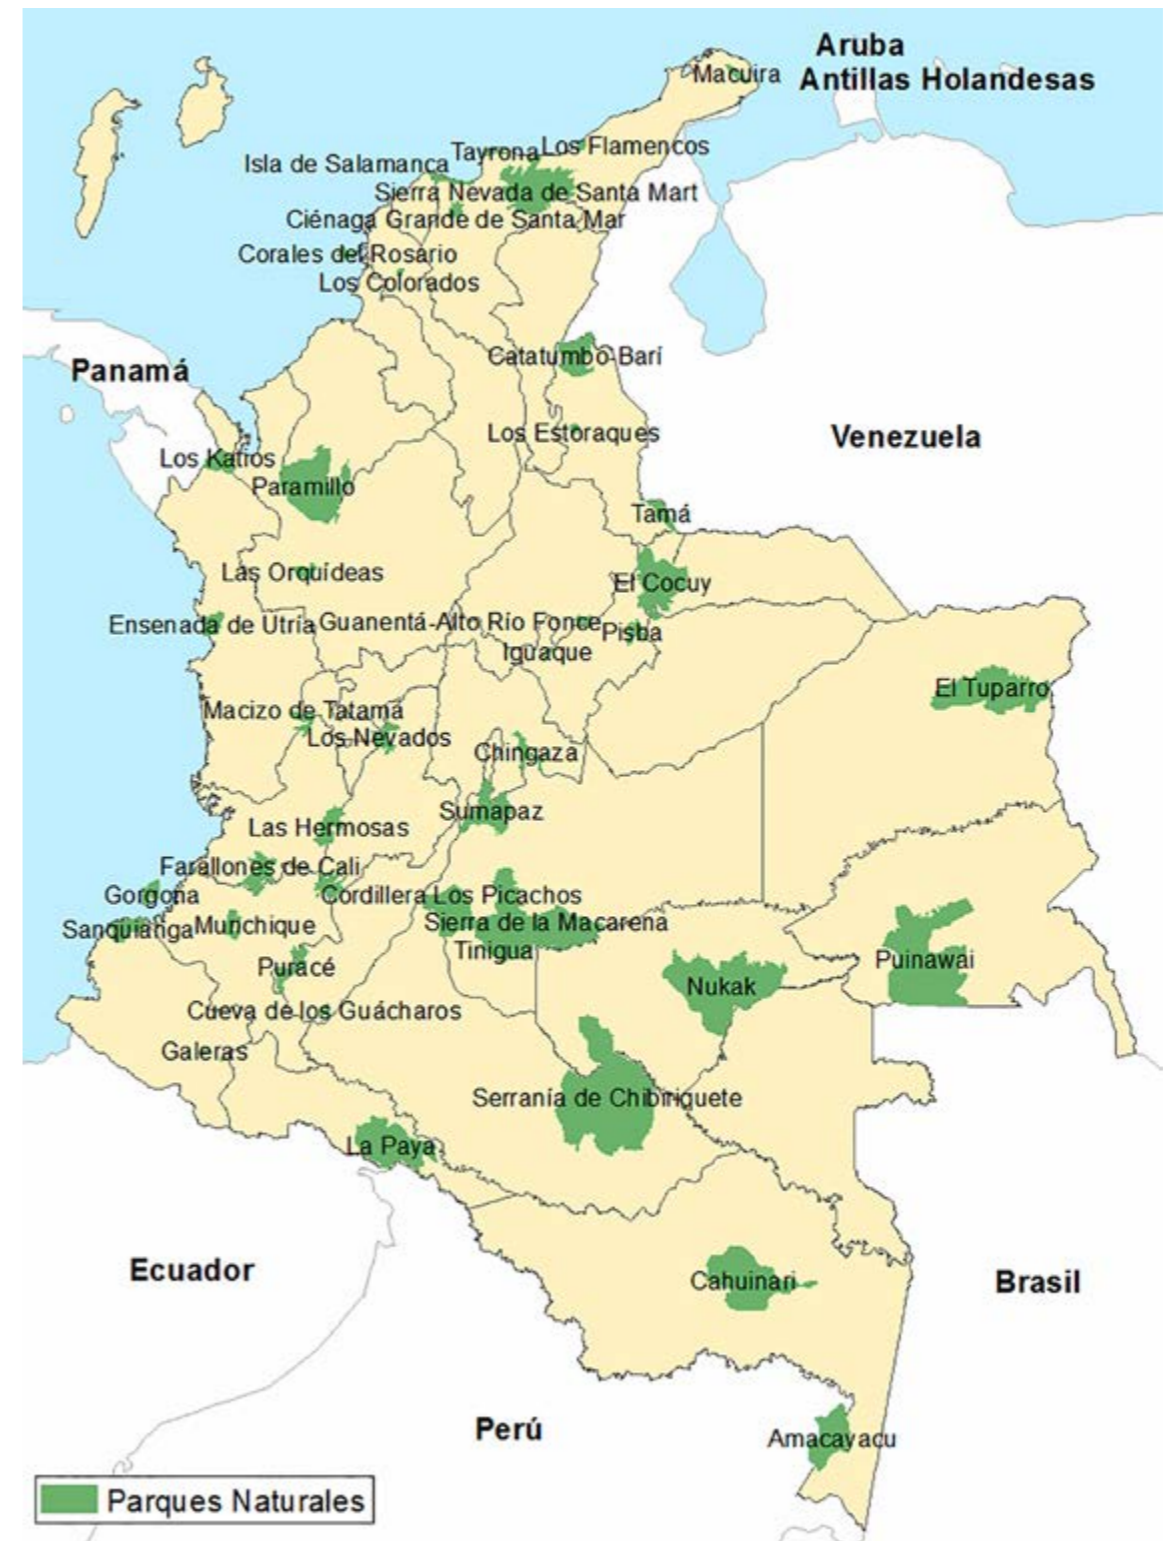 Aruba
Antillas Holandesas
Macuira
Los Flamencos
Tayrona
Isla de Salamanca
Sierra Nevada de Santa Mart
Ciénaga Grande de Santa Mar
Corales del Rosario
Los Colorados
Catatumbo-Barí
Panamá
Los Estoraques
Venezuela
Los Katíos
Paramillo
Tamá
Las Orquídeas
El Cocuy
Ensenada de Utría
Guanentá-Alto Río Fonce
Pisba
Iguaque
El Tuparro
Macizo de Tatamá
Los Nevados
Chingaza
Sumapaz
Las Hermosas
Farallones de Cali
Gorgona
Cordillera Los Picachos
Sanquianga
Munchique
Sierra de la Macarena
Tinigua
Puracé
Nukak
Puinawai
Cueva de los Guácharos
Galeras
Serranía de Chibiriquete
La Paya
Ecuador
Cahuinari
Brasil
Perú
Amacayacu
Parques Naturales